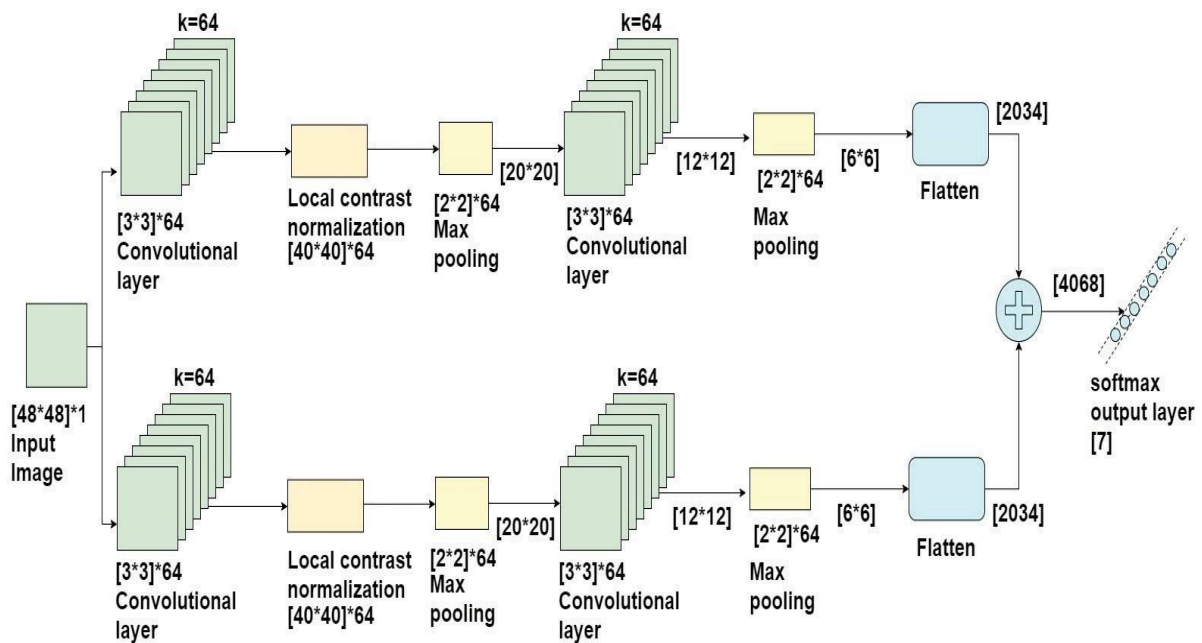 k=64
[3*3]*64
Convolutional
layer
Local contrast
normalization
[40*40]*64
[2*2]*64
Max
pooling
[20*20]
k=64
[3*3]*64
Convolutional
layer
[12*12]
[2*2]*64
Max
pooling
[6*6]
Flatten
[2034]
[48*48]*1
Input
Image
[4068]
softmax
output layer
[7]
k=64
[3*3]*64
Convolutional
layer
Local contrast
normalization
[40*40]*64
[2*2]*64
Max
pooling
[20*20]
k=64
[3*3]*64
Convolutional
layer
[12*12]
[2*2]*64
Max
pooling
[6*6]
Flatten
[2034]